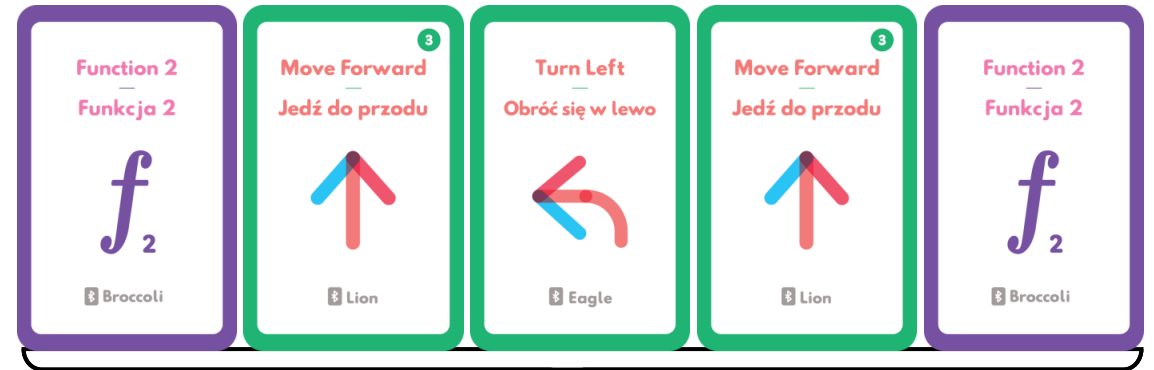 Function 2
Funkcja 2
f2
Broccoli
3
Move Forward
Jedź do przodu
Lion
Turn Left
Obróć się w lewo
Eagle
3
Move Forward
Jedź do przodu
Lion
Function 2
Funkcja 2
f2
Broccoli